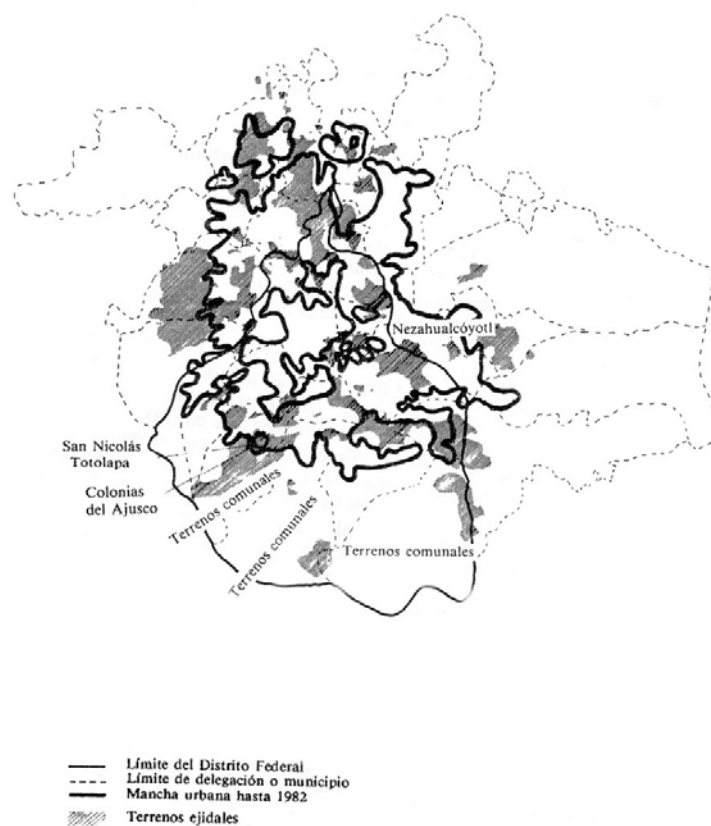 Nezahualcóyotl
San Nicolás
Totolapa
Colonias
del Ajusco
Terrenos comunales
Terrenos comunales
Terrenos comunales
Límite del Distrito Federal
Límite de delegación o municipio
Mancha urbana hasta 1982
Terrenos ejidales